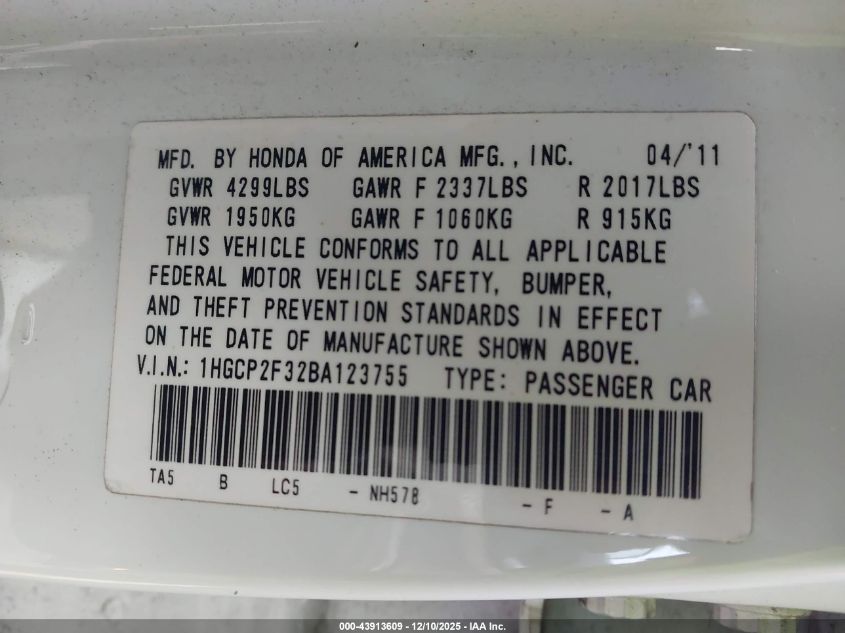 MFD. BY HONDA OF AMERICA MFG., INC. 04/'11
GVWR 4299LBS GAWR F 2337LBS R 2017LBS
GVWR 1950KG GAWR F 1060KG R 915KG
THIS VEHICLE CONFORMS TO ALL APPLICABLE
FEDERAL MOTOR VEHICLE SAFETY, BUMPER,
AND THEFT PREVENTION STANDARDS IN EFFECT
ON THE DATE OF MANUFACTURE SHOWN ABOVE.
V.I.N.: 1HGCP2F32BA123755 TYPE: PASSENGER CAR
TA5 B LC5 - NH578 - F - A
000-43913609 - 12/10/2025 - IAA Inc.